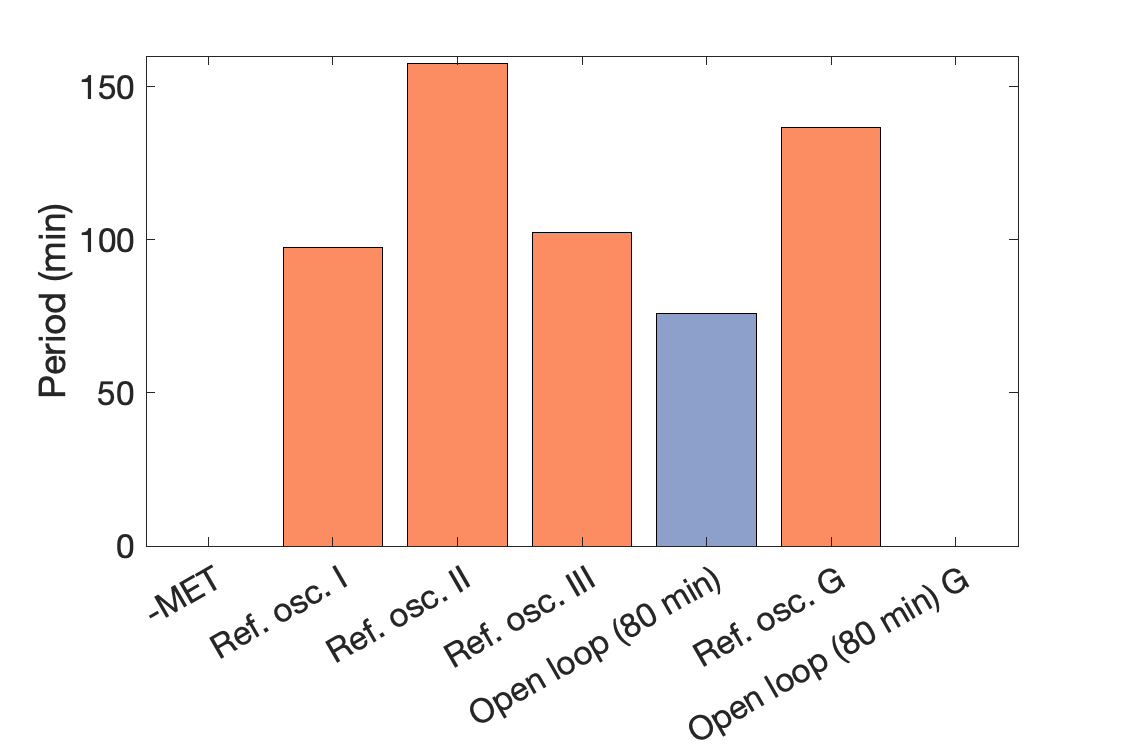 Period (min)
150
100
50
0
-MET
Ref. osc. I
Ref. osc. II
Ref. osc. III
Open loop (80 min)
Ref. osc. G
Open loop (80 min) G